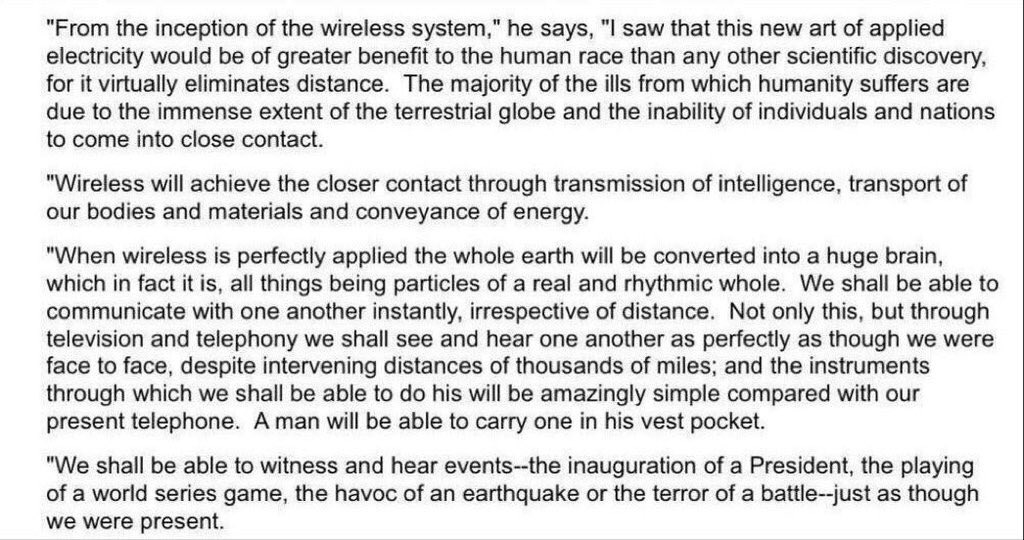 "From the inception of the wireless system," he says, "I saw that this new art of applied
electricity would be of greater benefit to the human race than any other scientific discovery,
for it virtually eliminates distance.  The majority of the ills from which humanity suffers are
due to the immense extent of the terrestrial globe and the inability of individuals and nations
to come into close contact.
"Wireless will achieve the closer contact through transmission of intelligence, transport of
our bodies and materials and conveyance of energy.
"When wireless is perfectly applied the whole earth will be converted into a huge brain,
which in fact it is, all things being particles of a real and rhythmic whole.  We shall be able to
communicate with one another instantly, irrespective of distance.  Not only this, but through
television and telephony we shall see and hear one another as perfectly as though we were
face to face, despite intervening distances of thousands of miles; and the instruments
through which we shall be able to do his will be amazingly simple compared with our
present telephone.  A man will be able to carry one in his vest pocket.
"We shall be able to witness and hear events--the inauguration of a President, the playing
of a world series game, the havoc of an earthquake or the terror of a battle--just as though
we were present.